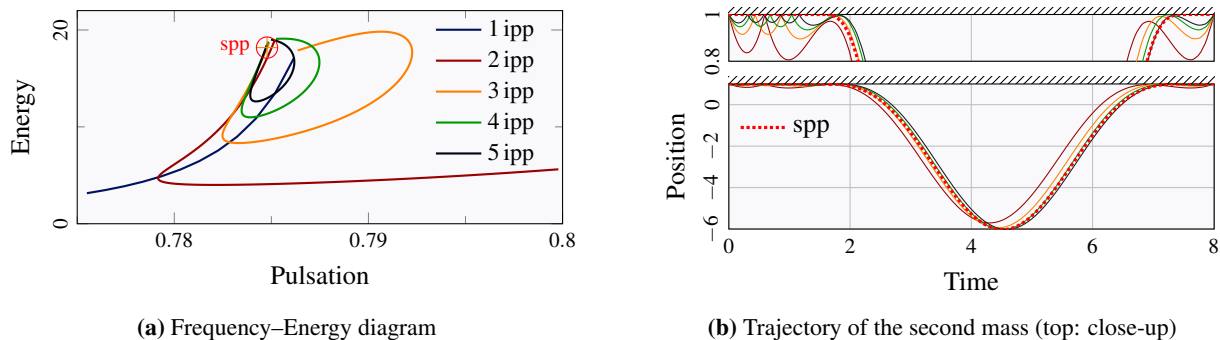 20
0
Energy
spp
1 ipp
2 ipp
3 ipp
4 ipp
5 ipp
0.78
0.79
0.8
Pulsation
(a) Frequency–Energy diagram
1
0.8
0
−2
−4
−6
Position
spp
0
2
4
6
8
Time
(b) Trajectory of the second mass (top: close-up)